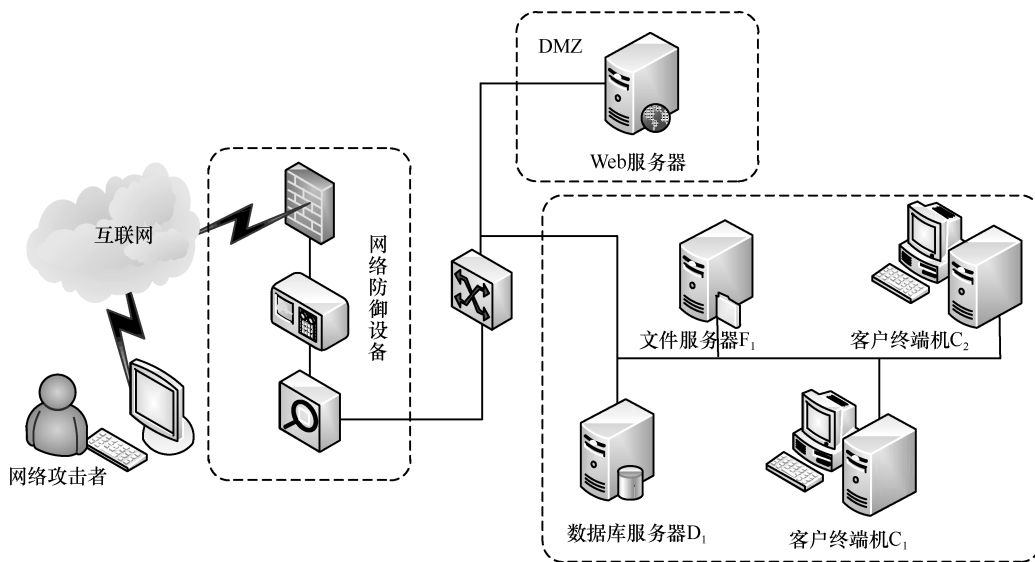 DMZ
Web服务器
互联网
网络防御设备
文件服务器F₁
客户终端机C₂
网络攻击者
数据库服务器D₁
客户终端机C₁